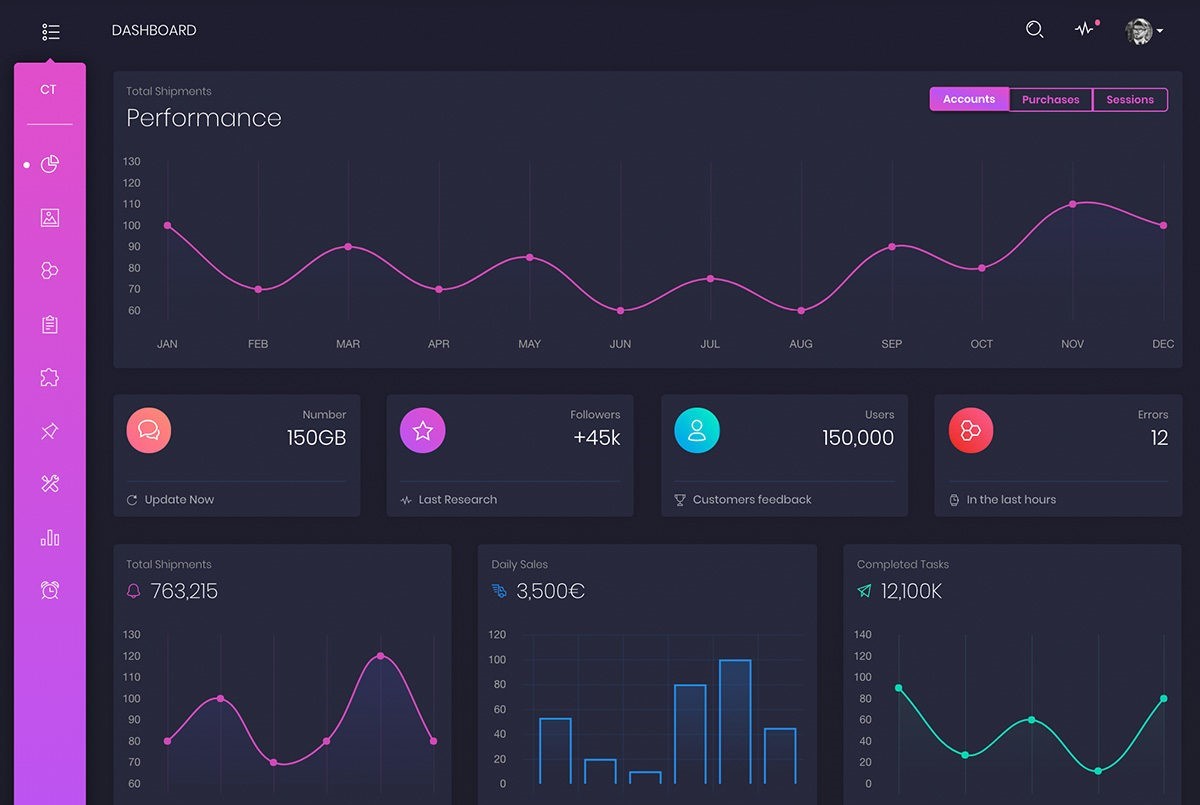 DASHBOARD
CT
Total Shipments
Performance
Accounts Purchases Sessions
130
120
110
100
90
80
70
60
JAN FEB MAR APR MAY JUN JUL AUG SEP OCT NOV DEC
Number
150GB
Update Now
Followers
+45k
Last Research
Users
150,000
Customers feedback
Errors
12
In the last hours
Total Shipments
763,215
130
120
110
100
90
80
70
60
Daily Sales
3,500€
120
100
80
60
40
20
0
Completed Tasks
12,100K
140
120
100
80
60
40
20
0